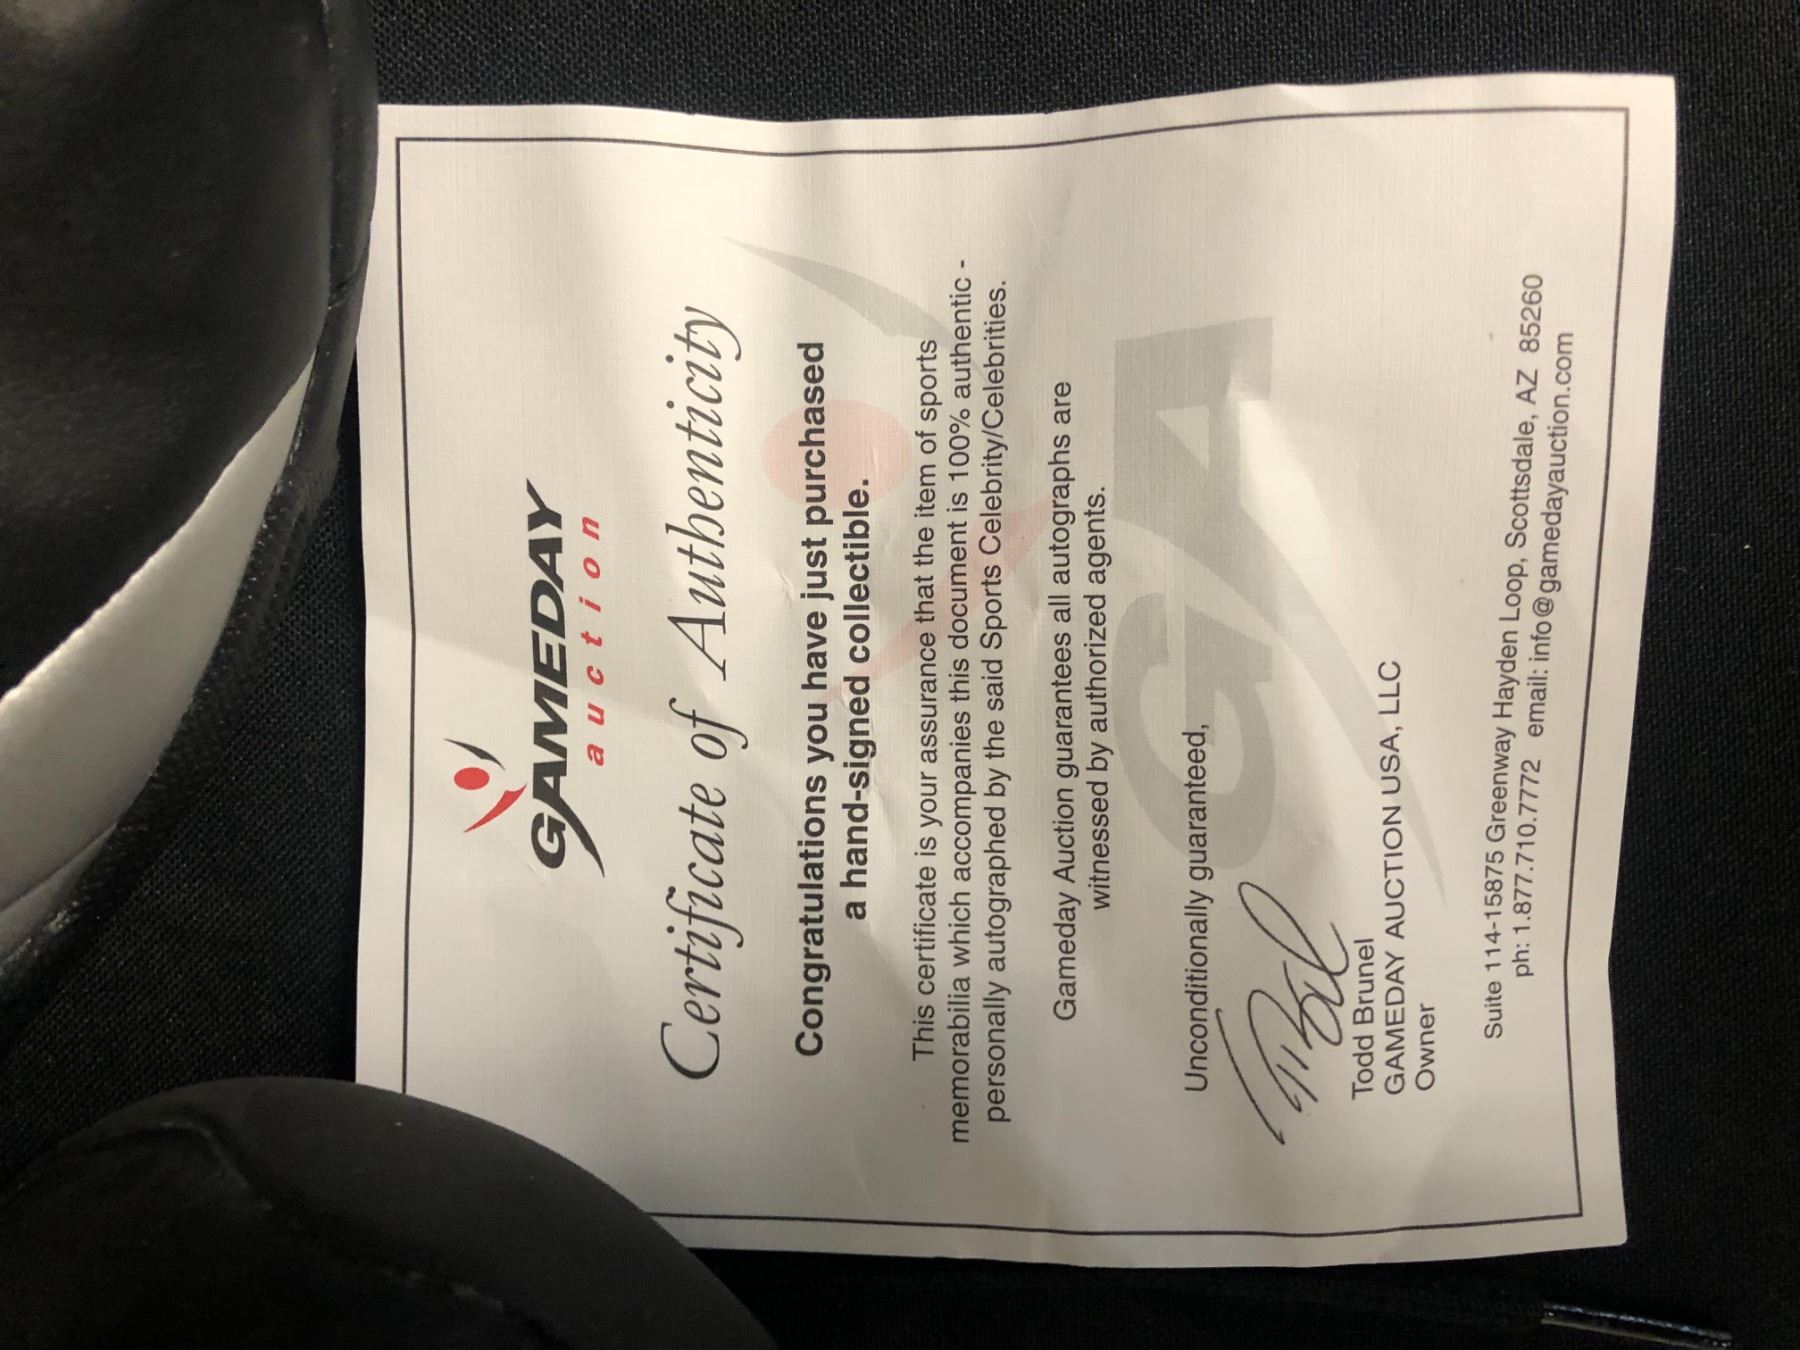 GAMEDAY
auction
Certificate of Authenticity
Congratulations you have just purchased
a hand-signed collectible.
This certificate is your assurance that the item of sports
memorabilia which accompanies this document is 100% authentic -
personally autographed by the said Sports Celebrity/Celebrities.
Gameday Auction guarantees all autographs are
witnessed by authorized agents.
GA
Unconditionally guaranteed,
Todd Brunel
GAMEDAY AUCTION USA, LLC
Owner
Suite 114-15875 Greenway Hayden Loop, Scottsdale, AZ 85260
ph: 1.877.710.7772 email: info@gamedayauction.com